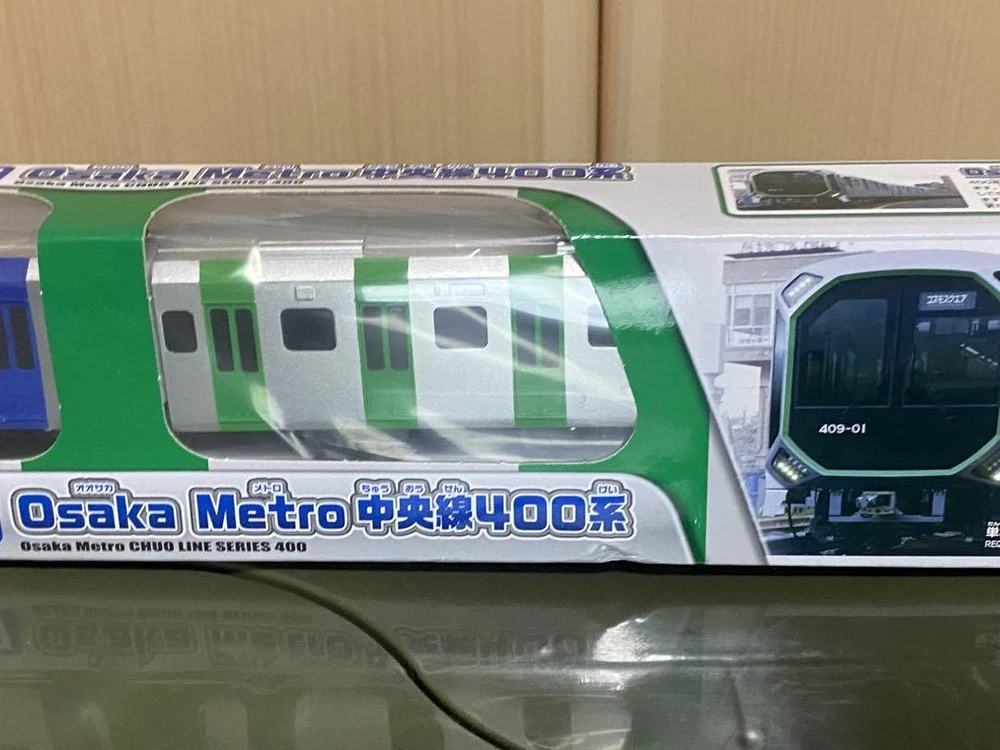 Osaka Metro 中央線400系
Osaka Metro CHUO LINE SERIES 400
コスモスクエア
409-01
オオサカ メトロ ちゅう おう せん けい
Osaka Metro 中央線400系
Osaka Metro CHUO LINE SERIES 400